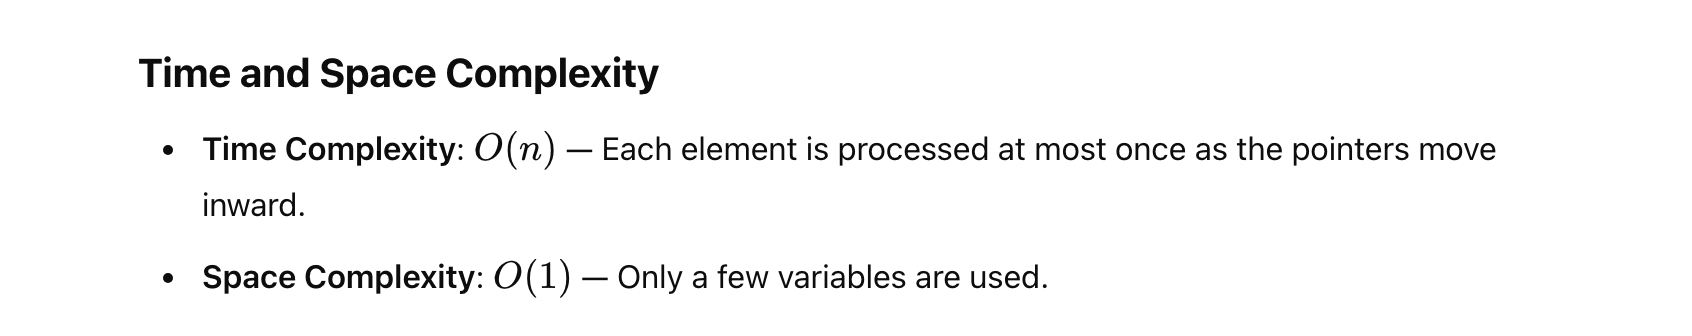 Time and Space Complexity
• Time Complexity: O(n) — Each element is processed at most once as the pointers move
inward.
• Space Complexity: O(1) — Only a few variables are used.